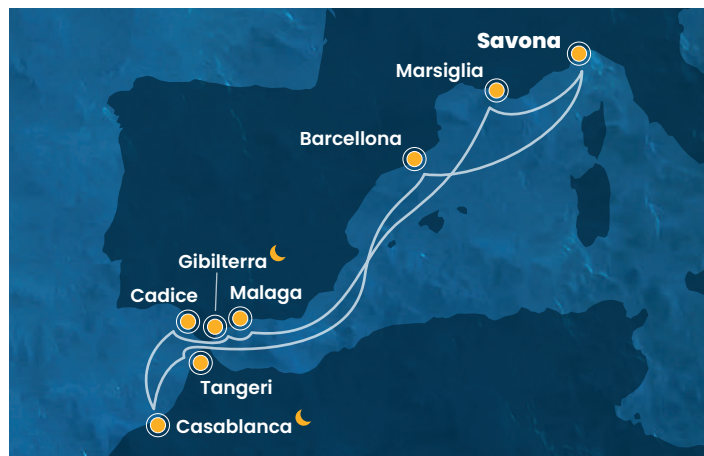 Savona
Marsiglia
Barcellona
Gibilterra
Cadice
Malaga
Tangeri
Casablanca